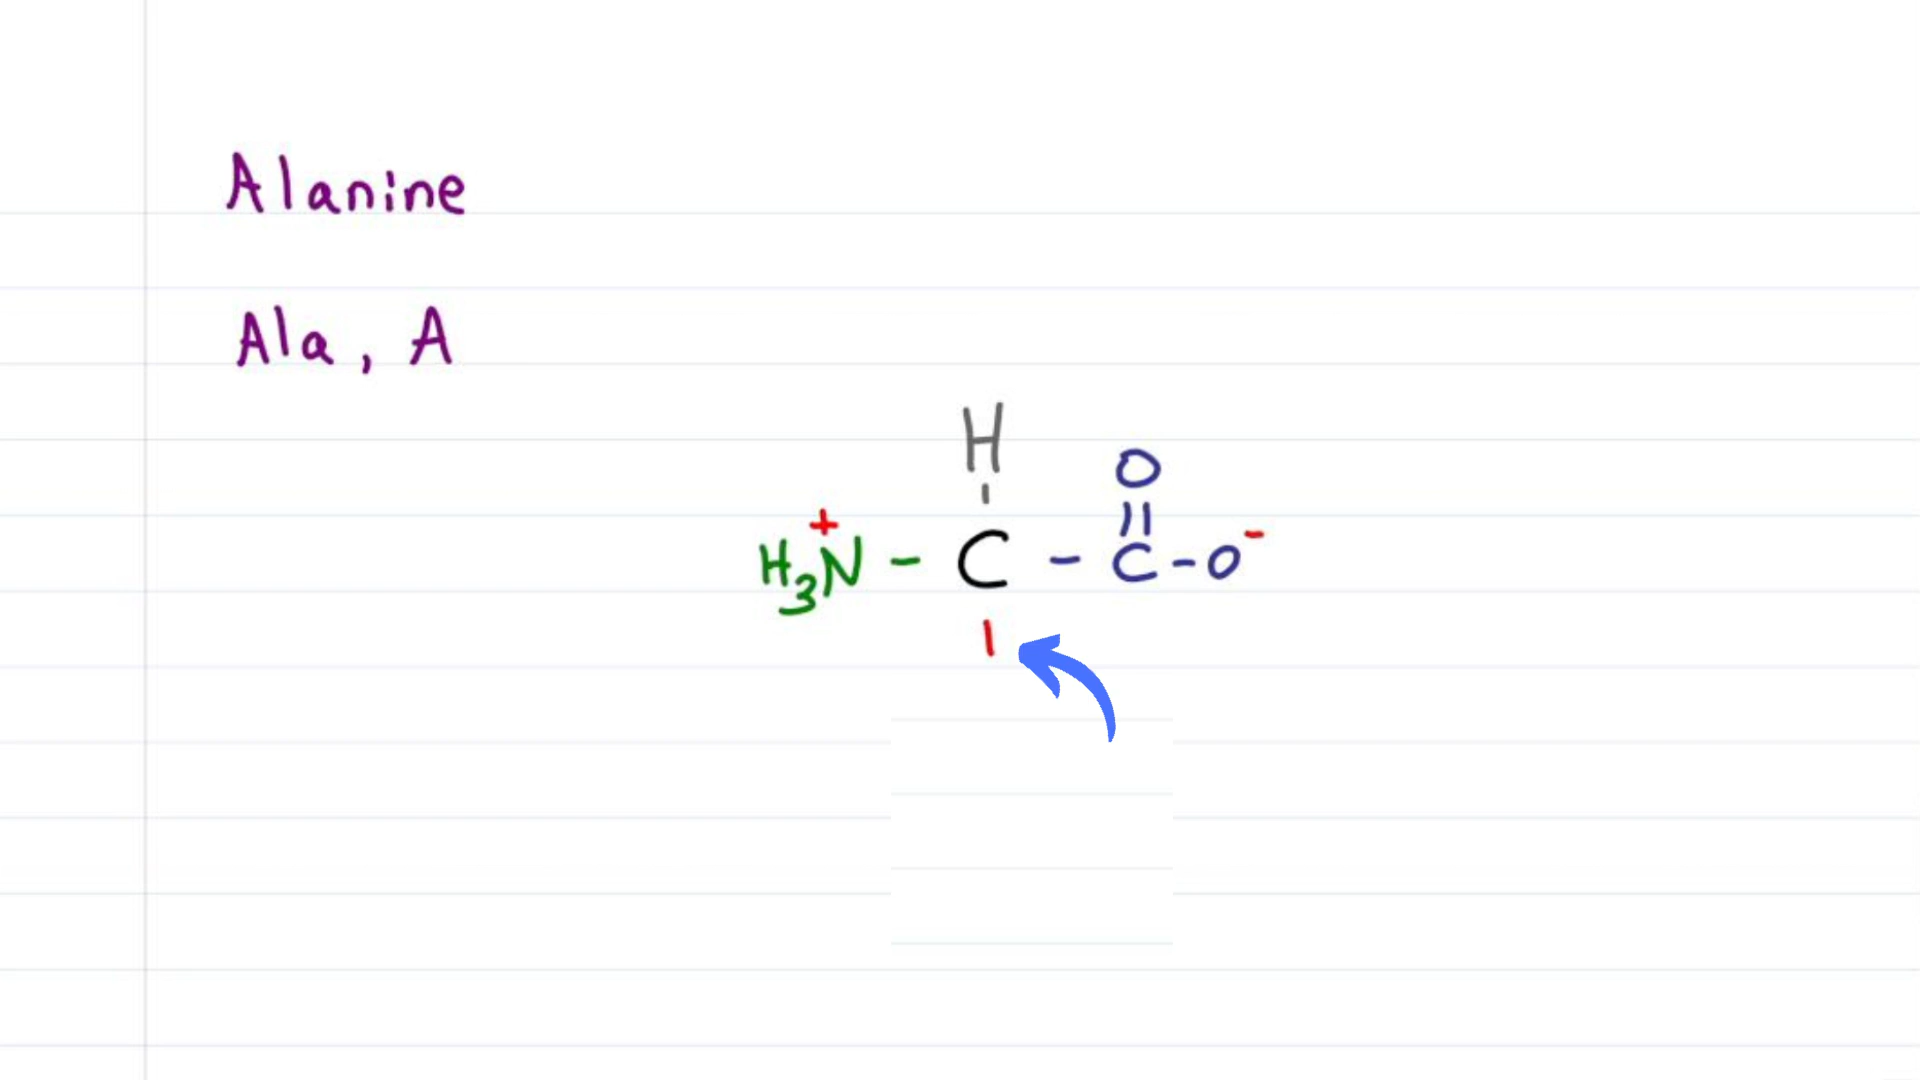 Alanine
Ala, A
H
O
H₃N⁺ - C - C - O⁻